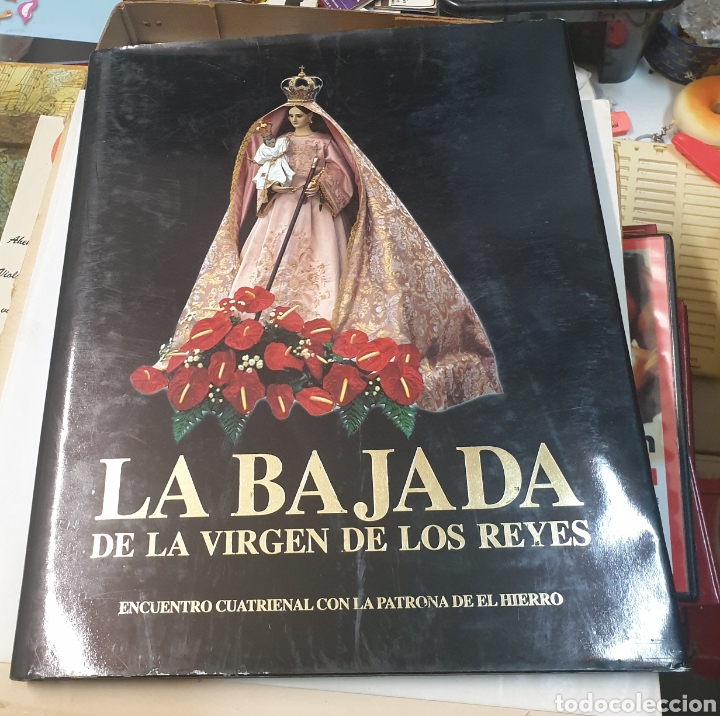 LA BAJADA
DE LA VIRGEN DE LOS REYES
ENCUENTRO CUATRIENAL CON LA PATRONA DE EL HIERRO
todocoleccion